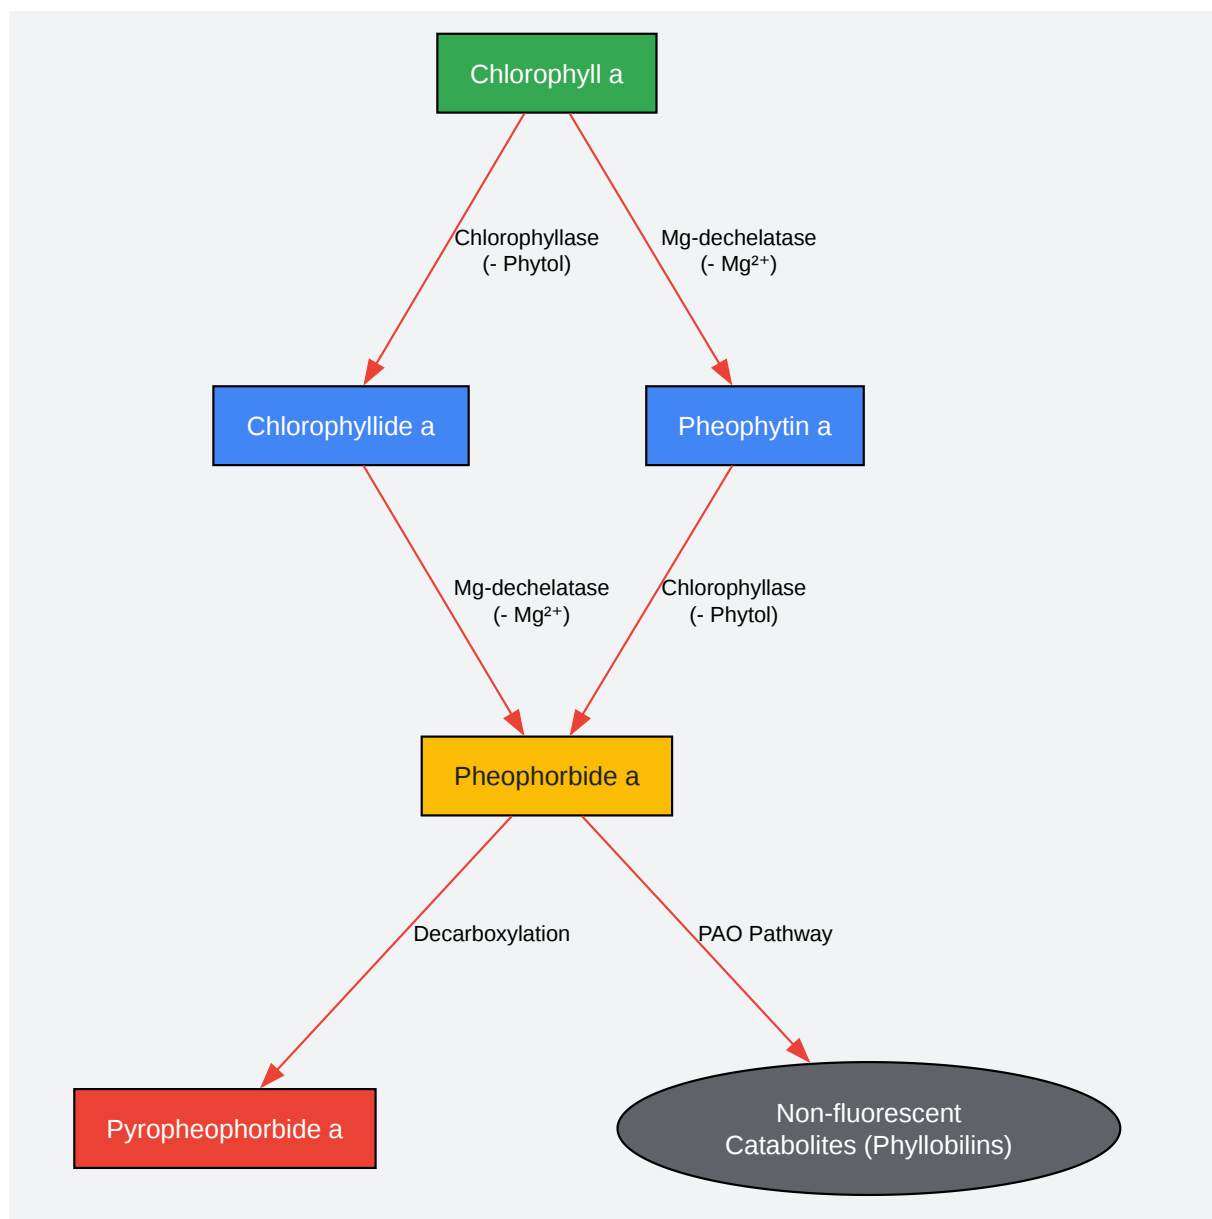 Chlorophyll a
Chlorophyllase
(- Phytol)
Mg-dechelatase
(- Mg²⁺)
Chlorophyllide a
Pheophytin a
Mg-dechelatase
(- Mg²⁺)
Chlorophyllase
(- Phytol)
Pheophorbide a
Decarboxylation
PAO Pathway
Pyropheophorbide a
Non-fluorescent
Catabolites (Phyllobilins)